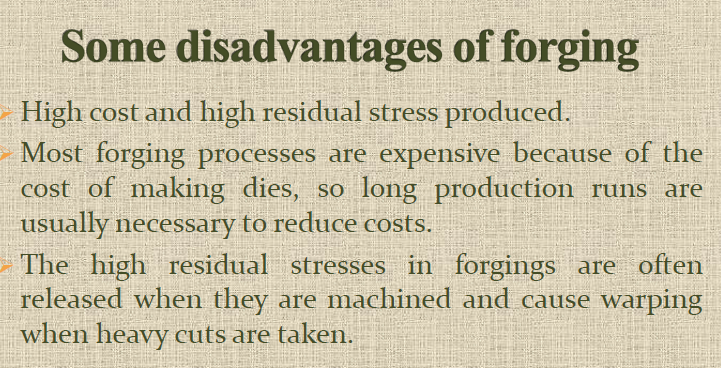 Some disadvantages of forging
High cost and high residual stress produced.
Most forging processes are expensive because of the
cost of making dies, so long production runs are
usually necessary to reduce costs.
The high residual stresses in forgings are often
released when they are machined and cause warping
when heavy cuts are taken.